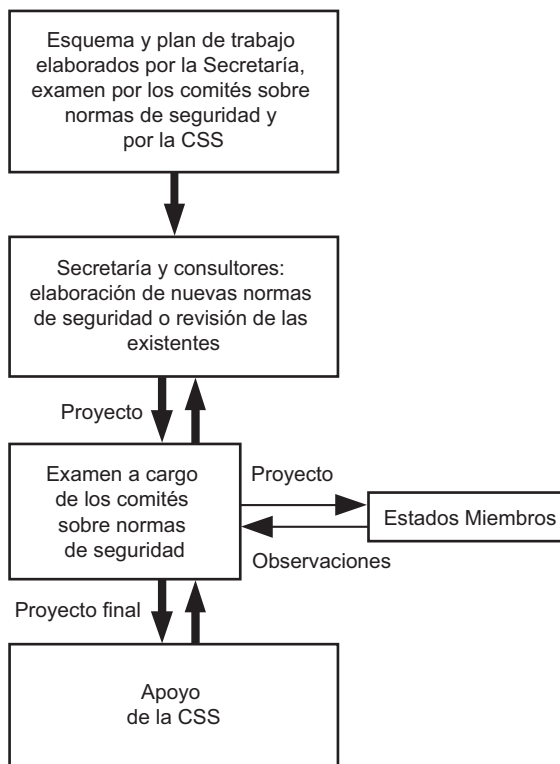 Esquema y plan de trabajo
elaborados por la Secretaría,
examen por los comités sobre
normas de seguridad y
por la CSS
Secretaría y consultores:
elaboración de nuevas normas
de seguridad o revisión de las
existentes
Proyecto
Examen a cargo
de los comités
sobre normas
de seguridad
Proyecto
Estados Miembros
Observaciones
Proyecto final
Apoyo
de la CSS